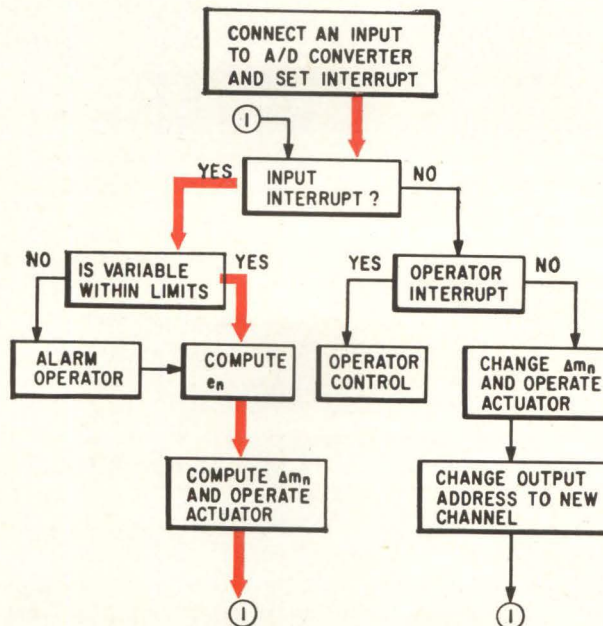 CONNECT AN INPUT
TO A/D CONVERTER
AND SET INTERRUPT
1
YES
INPUT
INTERRUPT ?
NO
NO
IS VARIABLE
WITHIN LIMITS
YES
YES
OPERATOR
INTERRUPT
NO
ALARM
OPERATOR
COMPUTE
en
OPERATOR
CONTROL
CHANGE Δmn
AND OPERATE
ACTUATOR
COMPUTE Δmn
AND OPERATE
ACTUATOR
CHANGE OUTPUT
ADDRESS TO NEW
CHANNEL
1
1